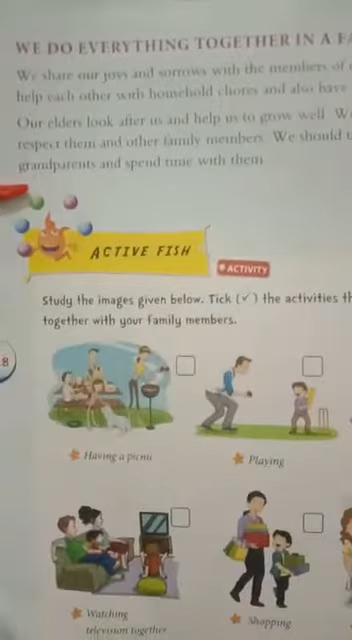 WE DO EVERYTHING TOGETHER IN A
We share our joys and sorrows with the members of
help each other with household chores and also have
Our elders look after us and help us to grow well.
respect them and other family members. We should
grandparents and spend time with them
ACTIVE FISH
ACTIVITY
Study the images given below. Tick (✓) the activities
together with your family members.
8
Having a picnic
Playing
Watching
television together
Shopping